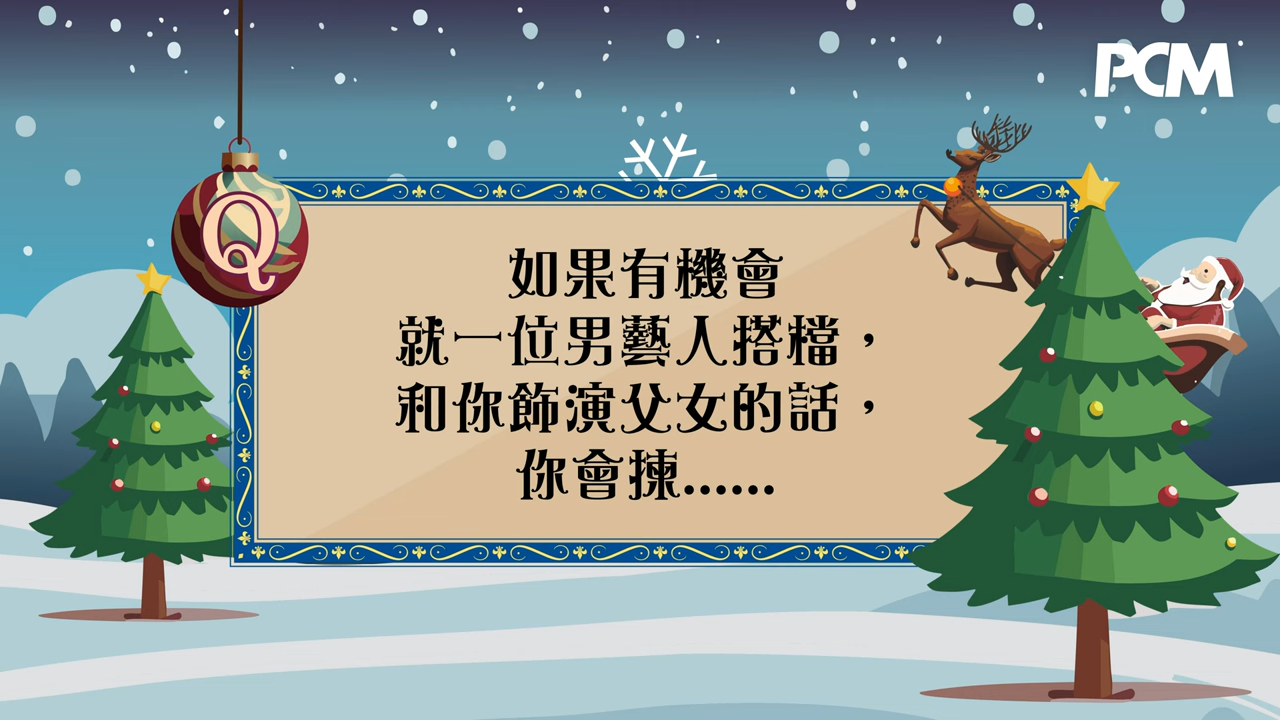 PCM
Q
如果有機會
就一位男藝人搭檔，
和你飾演父女的話，
你會揀......